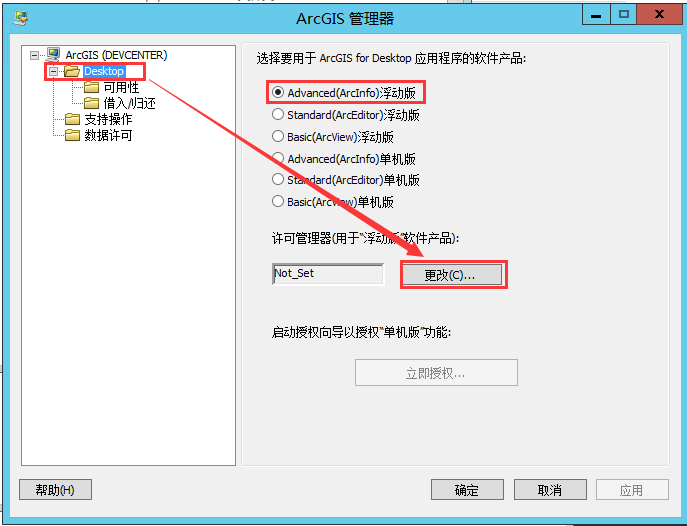 ArcGIS 管理器
ArcGIS (DEVCENTER)
Desktop
可用性
借入/归还
支持操作
数据许可
选择要用于 ArcGIS for Desktop 应用程序的软件产品:
Advanced(ArcInfo)浮动版
Standard(ArcEditor)浮动版
Basic(ArcView)浮动版
Advanced(ArcInfo)单机版
Standard(ArcEditor)单机版
Basic(ArcView)单机版
许可管理器(用于“浮动版”软件产品):
Not_Set
更改(C)...
启动授权向导以授权“单机版”功能:
立即授权...
帮助(H)
确定
取消
应用